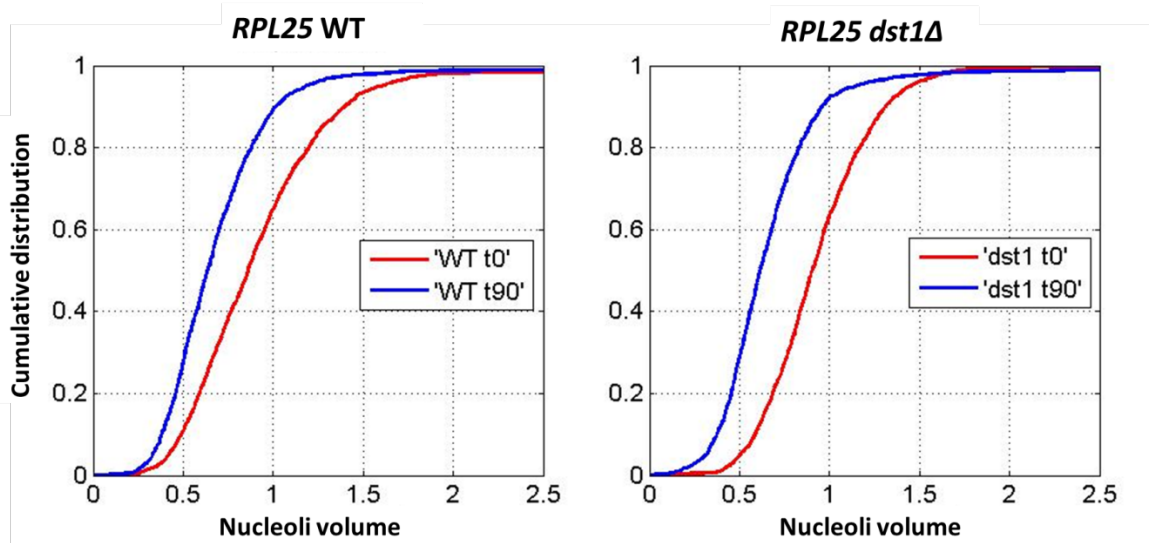 RPL25 WT
Cumulative distribution
1
0.8
0.6
0.4
0.2
0
0 0.5 1 1.5 2 2.5
'WT t0'
'WT t90'
Nucleoli volume
RPL25 dst1Δ
1
0.8
0.6
0.4
0.2
0
0 0.5 1 1.5 2 2.5
'dst1 t0'
'dst1 t90'
Nucleoli volume